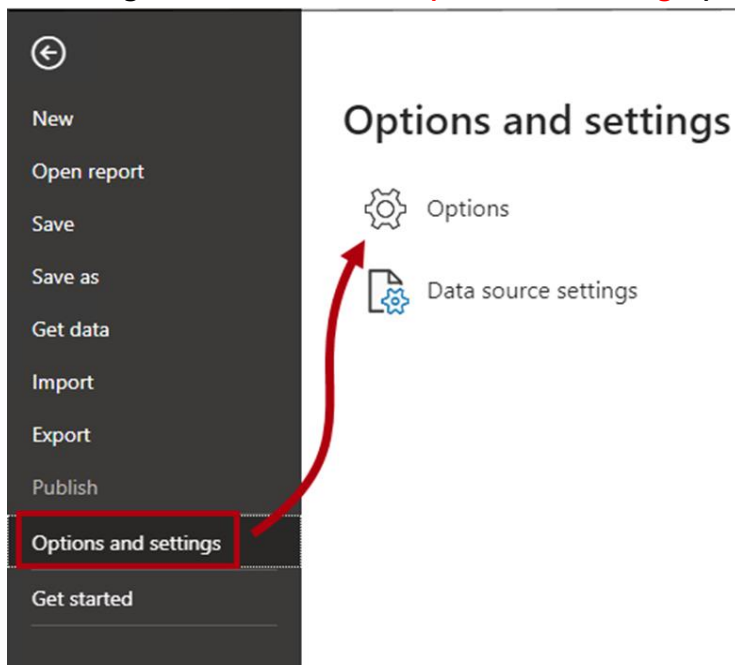 New
Open report
Save
Save as
Get data
Import
Export
Publish
Options and settings
Get started
Options and settings
Options
Data source settings